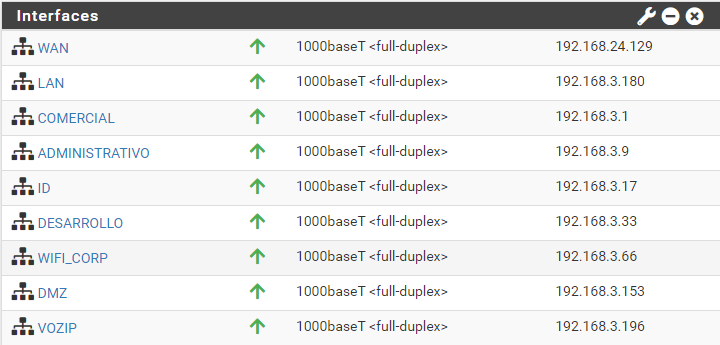 Interfaces
WAN 1000baseT <full-duplex> 192.168.24.129
LAN 1000baseT <full-duplex> 192.168.3.180
COMERCIAL 1000baseT <full-duplex> 192.168.3.1
ADMINISTRATIVO 1000baseT <full-duplex> 192.168.3.9
ID 1000baseT <full-duplex> 192.168.3.17
DESARROLLO 1000baseT <full-duplex> 192.168.3.33
WIFI_CORP 1000baseT <full-duplex> 192.168.3.66
DMZ 1000baseT <full-duplex> 192.168.3.153
VOZIP 1000baseT <full-duplex> 192.168.3.196